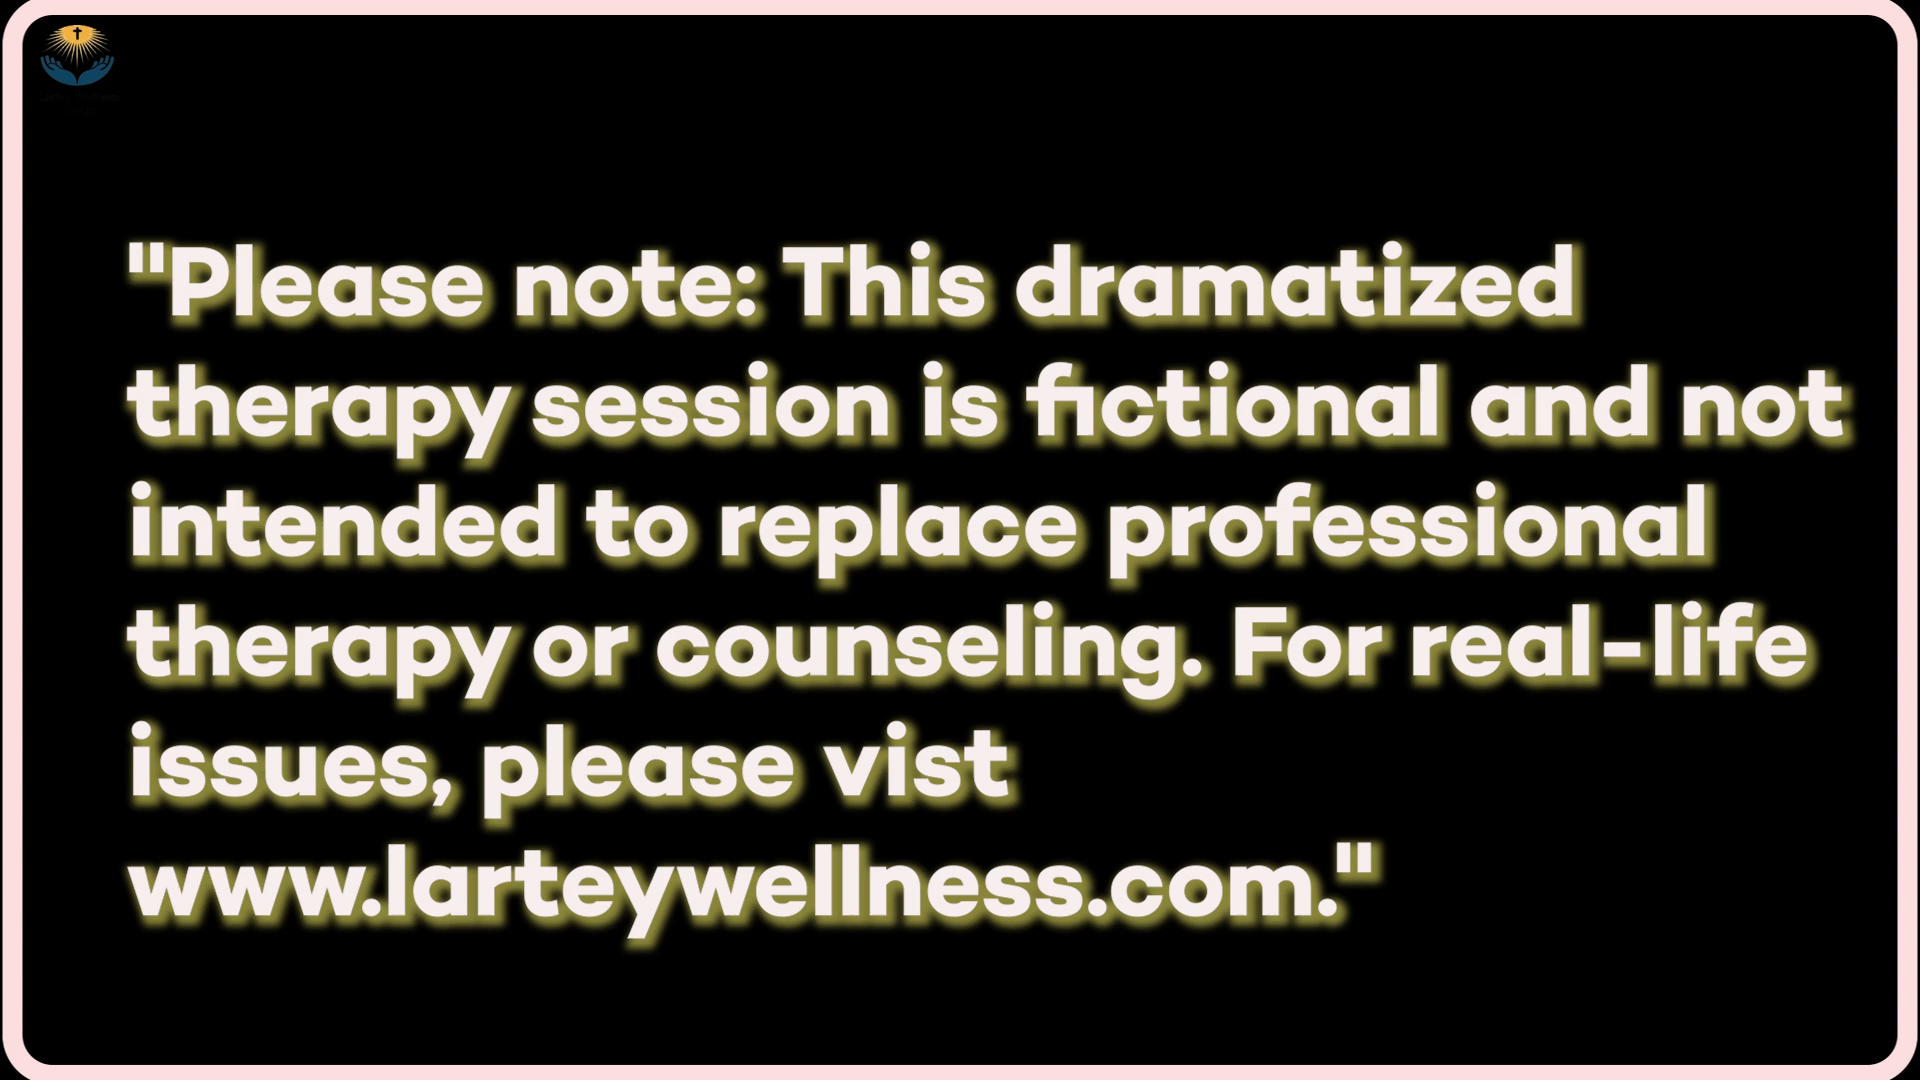 "Please note: This dramatized
therapy session is fictional and not
intended to replace professional
therapy or counseling. For real-life
issues, please vist
www.larteywellness.com."